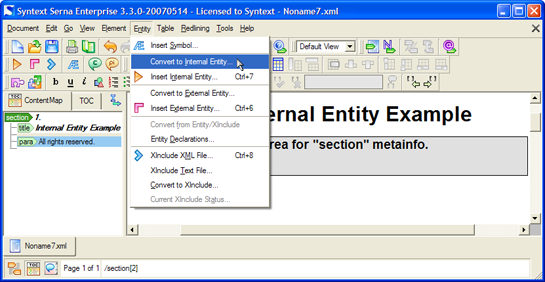 Syntext Serna Enterprise 3.3.0-20070514 - Licensed to Syntext - Noname7.xml
Document Edit Go View Element Entity Table Redlining Tools Help
Insert Symbol...
Default View
Convert to Internal Entity...
Insert Internal Entity... Ctrl+7
Convert to External Entity...
Insert External Entity... Ctrl+6
Convert from Entity/XInclude
Entity Declarations...
XInclude XML File... Ctrl+8
XInclude Text File...
Convert to XInclude...
Current XInclude Status...
b u i
ContentMap TOC
section 1.
title Internal Entity Example
para All rights reserved.
ernal Entity Example
rea for "section" metainfo.
Noname7.xml
TOC Page 1 of 1 /section[2]